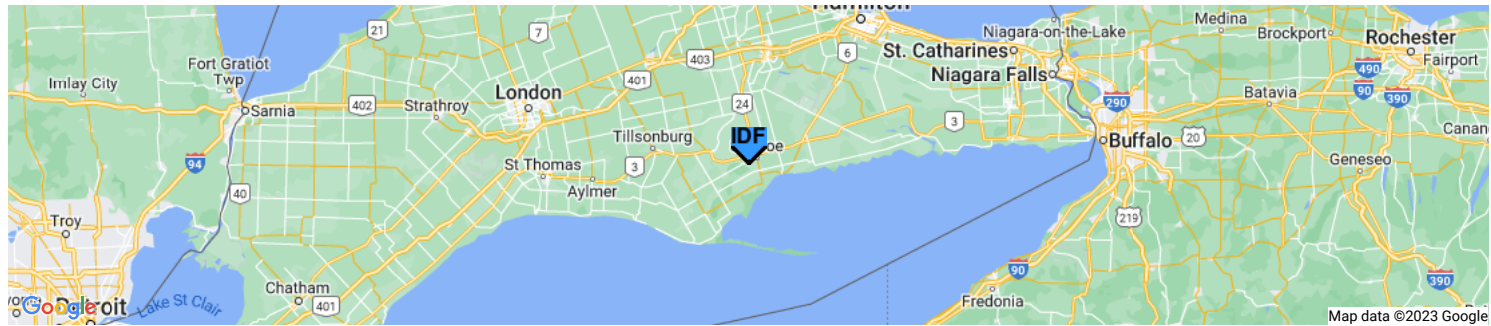 Hamilton
21
403
7
6
St. Catharines
Niagara-on-the-Lake
Medina
Brockport
Rochester
Fairport
Imlay City
Fort Gratiot
Twp
401
403
Niagara Falls
490
90
390
Sarnia
402
Strathroy
London
24
3
290
Batavia
Tillsonburg
IDF
oe
Buffalo
20
Canan
94
St Thomas
3
Geneseo
40
Aylmer
Troy
219
90
390
Chatham
401
Fredonia
Google
Detroit
Lake St Clair
Map data ©2023 Google